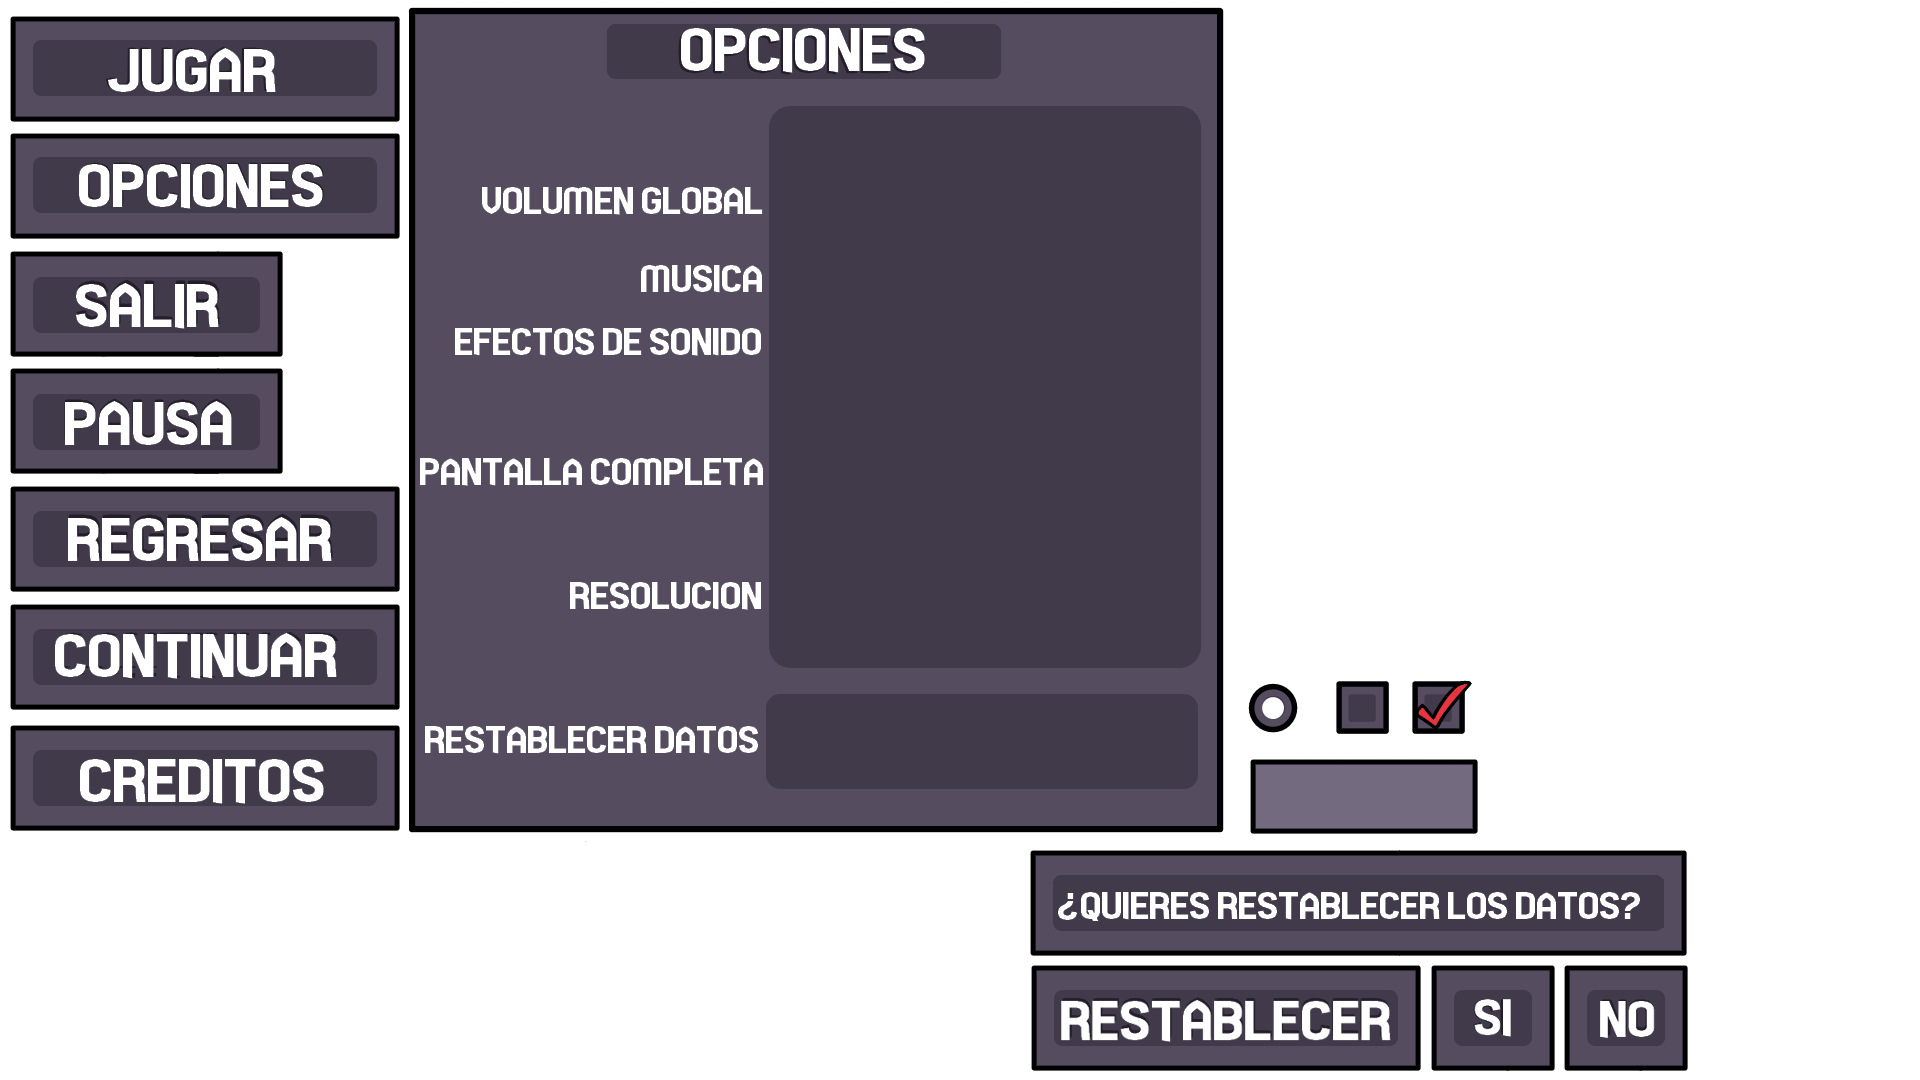 JUGAR
OPCIONES
SALIR
PAUSA
REGRESAR
CONTINUAR
CREDITOS
OPCIONES
VOLUMEN GLOBAL
MUSICA
EFECTOS DE SONIDO
PANTALLA COMPLETA
RESOLUCION
RESTABLECER DATOS
¿QUIERES RESTABLECER LOS DATOS?
RESTABLECER
SI
NO